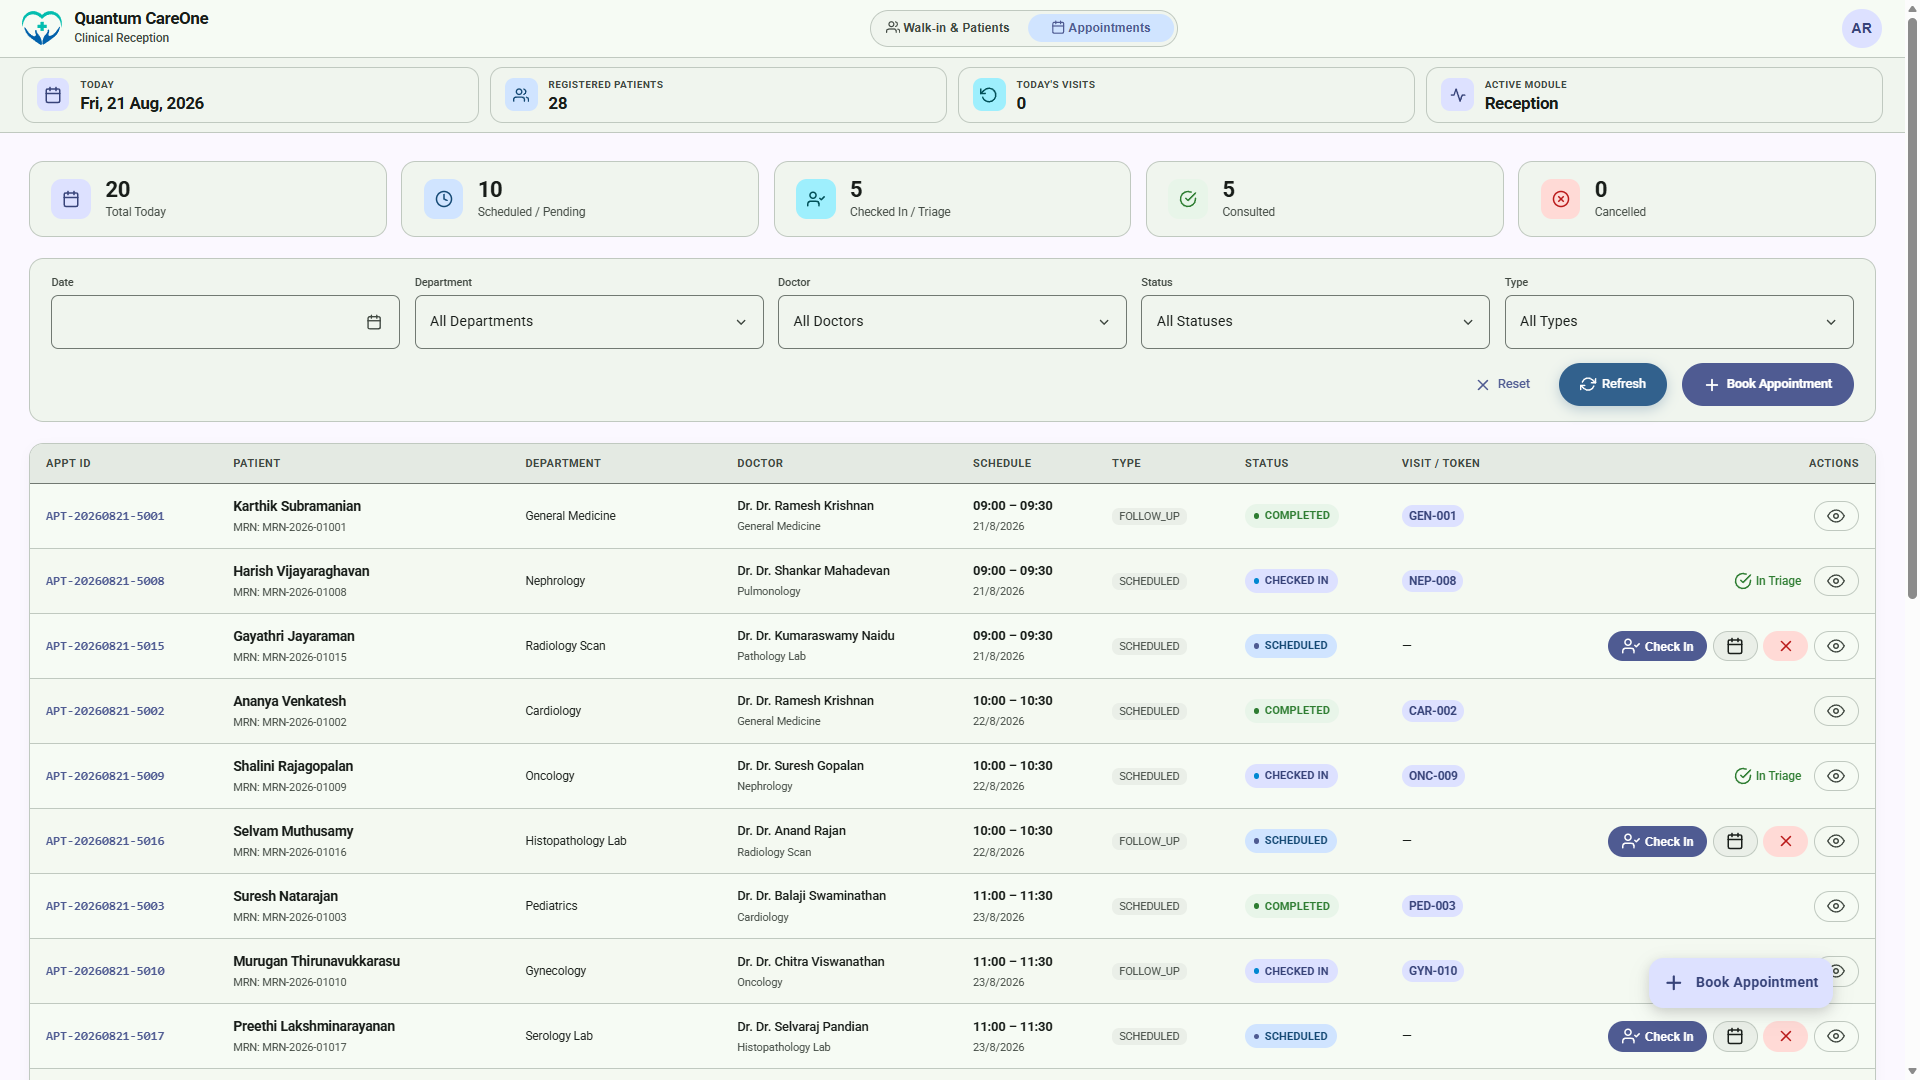 Quantum CareOne
Clinical Reception
Walk-in & Patients
Appointments
AR
TODAY
Fri, 21 Aug, 2026
REGISTERED PATIENTS
28
TODAY'S VISITS
0
ACTIVE MODULE
Reception
20
Total Today
10
Scheduled / Pending
5
Checked In / Triage
5
Consulted
0
Cancelled
Date
Department
Doctor
Status
Type
All Departments
All Doctors
All Statuses
All Types
Reset
Refresh
Book Appointment
APPT ID PATIENT DEPARTMENT DOCTOR SCHEDULE TYPE STATUS VISIT / TOKEN ACTIONS
APT-20260821-5001
Karthik Subramanian
MRN: MRN-2026-01001
General Medicine
Dr. Dr. Ramesh Krishnan
General Medicine
09:00 – 09:30
21/8/2026
FOLLOW_UP
COMPLETED
GEN-001
APT-20260821-5008
Harish Vijayaraghavan
MRN: MRN-2026-01008
Nephrology
Dr. Dr. Shankar Mahadevan
Pulmonology
09:00 – 09:30
21/8/2026
SCHEDULED
CHECKED IN
NEP-008
In Triage
APT-20260821-5015
Gayathri Jayaraman
MRN: MRN-2026-01015
Radiology Scan
Dr. Dr. Kumaraswamy Naidu
Pathology Lab
09:00 – 09:30
21/8/2026
SCHEDULED
SCHEDULED
–
Check In
APT-20260821-5002
Ananya Venkatesh
MRN: MRN-2026-01002
Cardiology
Dr. Dr. Ramesh Krishnan
General Medicine
10:00 – 10:30
22/8/2026
SCHEDULED
COMPLETED
CAR-002
APT-20260821-5009
Shalini Rajagopalan
MRN: MRN-2026-01009
Oncology
Dr. Dr. Suresh Gopalan
Nephrology
10:00 – 10:30
22/8/2026
SCHEDULED
CHECKED IN
ONC-009
In Triage
APT-20260821-5016
Selvam Muthusamy
MRN: MRN-2026-01016
Histopathology Lab
Dr. Dr. Anand Rajan
Radiology Scan
10:00 – 10:30
22/8/2026
FOLLOW_UP
SCHEDULED
–
Check In
APT-20260821-5003
Suresh Natarajan
MRN: MRN-2026-01003
Pediatrics
Dr. Dr. Balaji Swaminathan
Cardiology
11:00 – 11:30
23/8/2026
SCHEDULED
COMPLETED
PED-003
APT-20260821-5010
Murugan Thirunavukkarasu
MRN: MRN-2026-01010
Gynecology
Dr. Dr. Chitra Viswanathan
Oncology
11:00 – 11:30
23/8/2026
FOLLOW_UP
CHECKED IN
GYN-010
Book Appointment
APT-20260821-5017
Preethi Lakshminarayanan
MRN: MRN-2026-01017
Serology Lab
Dr. Dr. Selvaraj Pandian
Histopathology Lab
11:00 – 11:30
23/8/2026
SCHEDULED
SCHEDULED
–
Check In